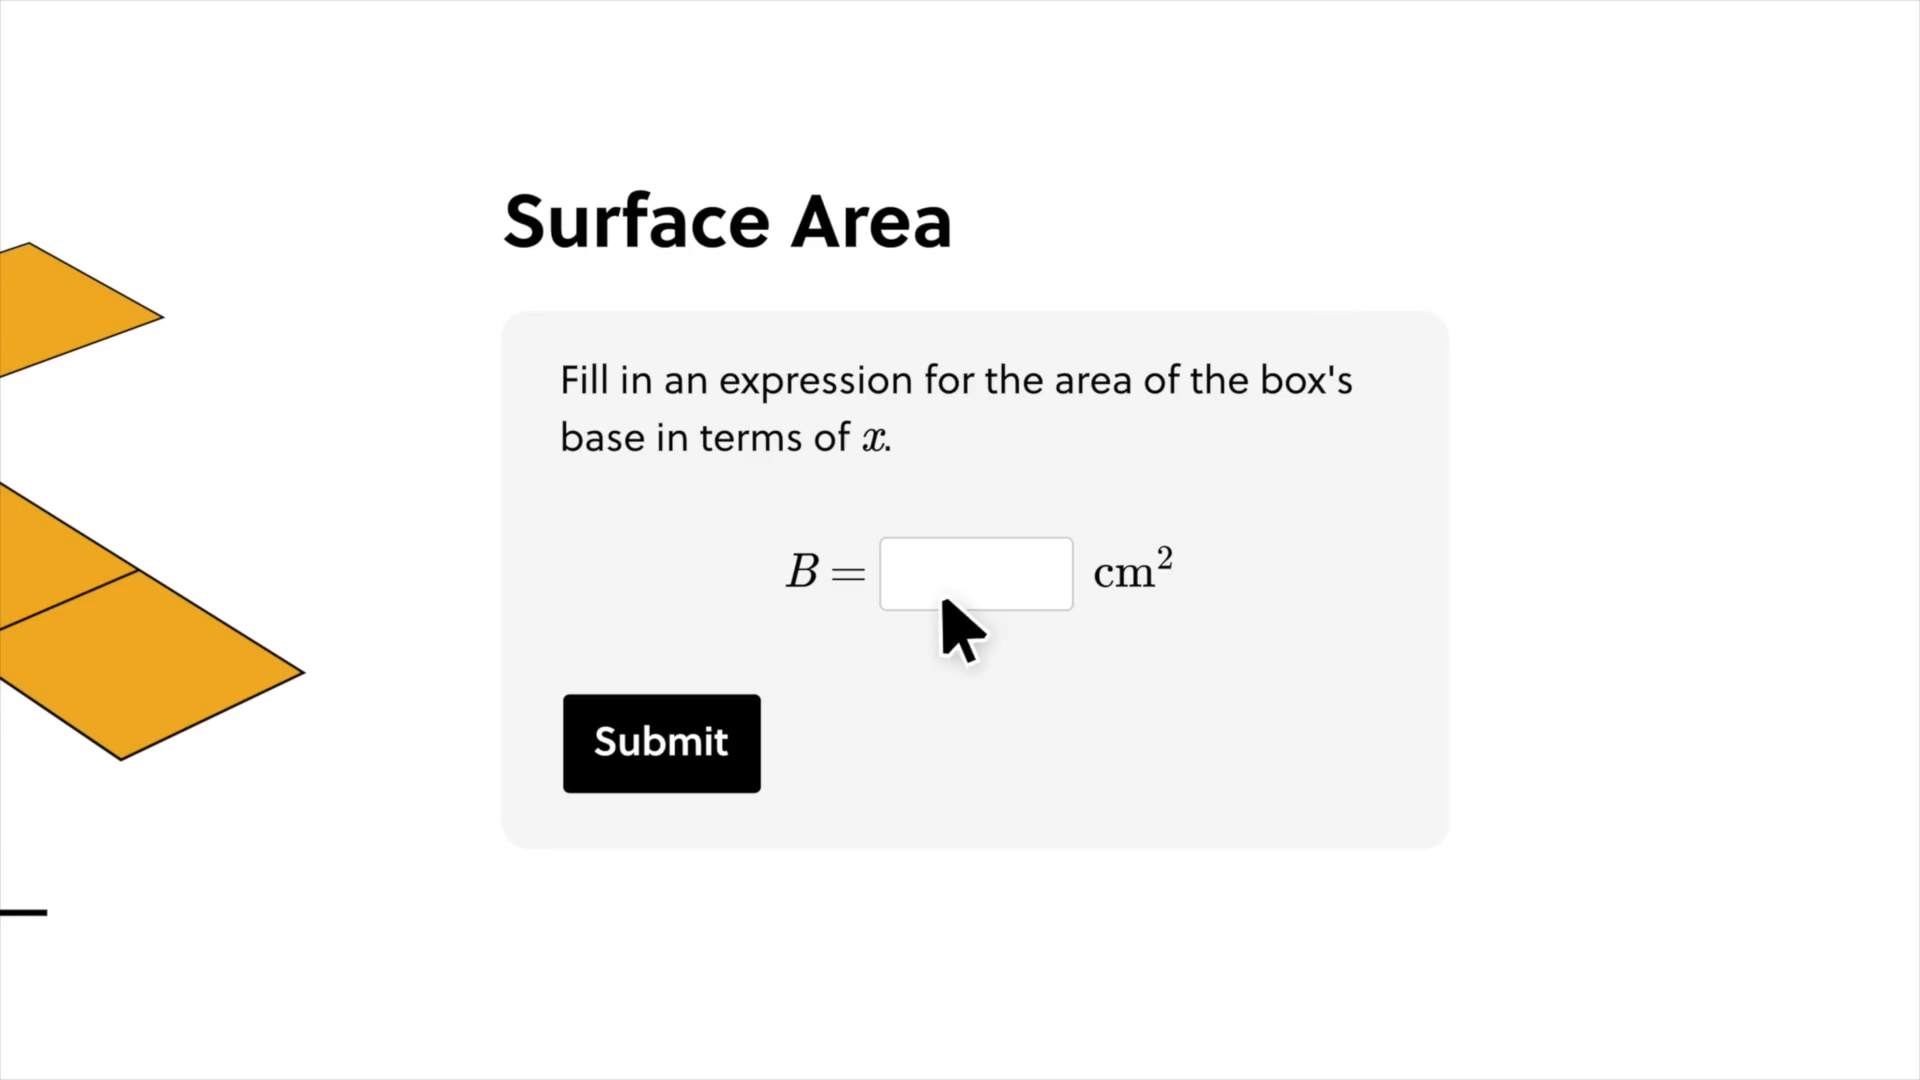 Surface Area
Fill in an expression for the area of the box's
base in terms of x.
B = cm²
Submit